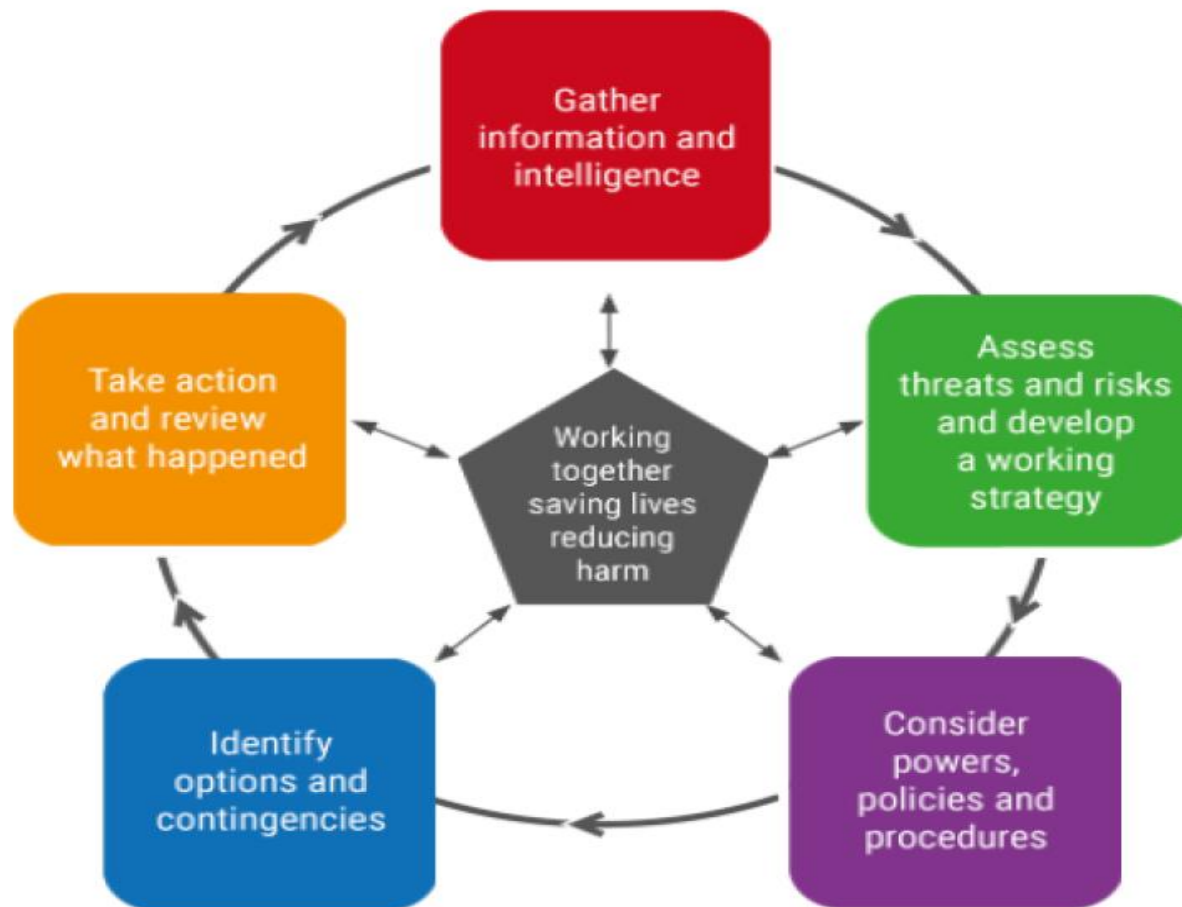 Gather
information and
intelligence
Assess
threats and risks
and develop
a working
strategy
Consider
powers,
policies and
procedures
Identify
options and
contingencies
Take action
and review
what happened
Working
together
saving lives
reducing
harm